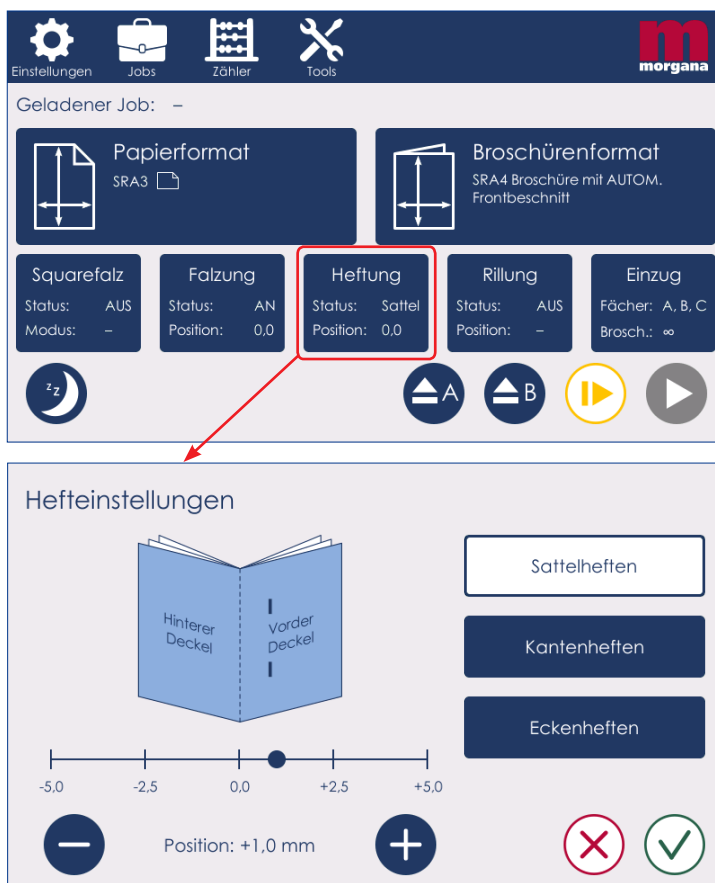 Einstellungen Jobs Zähler Tools
morgana
Geladener Job: –
Papierformat
SRA3
Broschürenformat
SRA4 Broschüre mit AUTOM.
Frontbeschnitt
Squarefalz
Status: AUS
Modus: –
Falzung
Status: AN
Position: 0,0
Heftung
Status: Sattel
Position: 0,0
Rillung
Status: AUS
Position: –
Einzug
Fächer: A, B, C
Brosch.: ∞
zz
A
B
Hefteinstellungen
Hinterer
Deckel
Vorder
Deckel
Sattelheften
Kantenheften
Eckenheften
-5,0 -2,5 0,0 +2,5 +5,0
Position: +1,0 mm